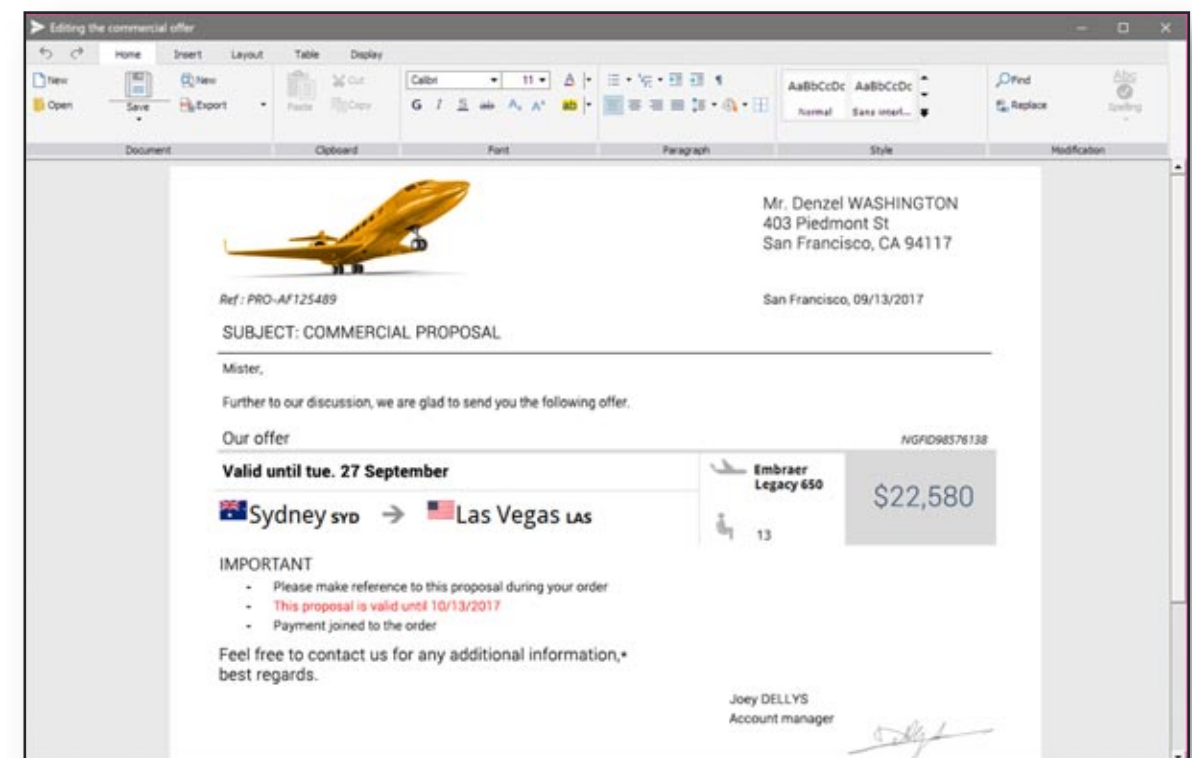 Editing the commercial offer
Home Insert Layout Table Display
New Cut Calibri 11 New Find Abc
Open Save Export Paste Copy G I S ab Replace Spelling
AaBbCcDc AaBbCcDc
Normal Sans interl...
Document Clipboard Font Paragraph Style Modification
Mr. Denzel WASHINGTON
403 Piedmont St
San Francisco, CA 94117
Ref : PRO-AF125489
San Francisco, 09/13/2017
SUBJECT: COMMERCIAL PROPOSAL
Mister,
Further to our discussion, we are glad to send you the following offer.
Our offer
NGFID98576138
Valid until tue. 27 September
Embraer
Legacy 650
$22,580
Sydney SYD → Las Vegas LAS
13
IMPORTANT
- Please make reference to this proposal during your order
- This proposal is valid until 10/13/2017
- Payment joined to the order
Feel free to contact us for any additional information,•
best regards.
Joey DELLYS
Account manager